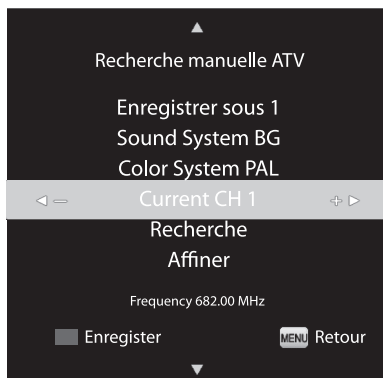 Recherche manuelle ATV
Enregistrer sous 1
Sound System BG
Color System PAL
Current CH 1
Recherche
Affiner
Frequency 682.00 MHz
Enregister MENU Retour